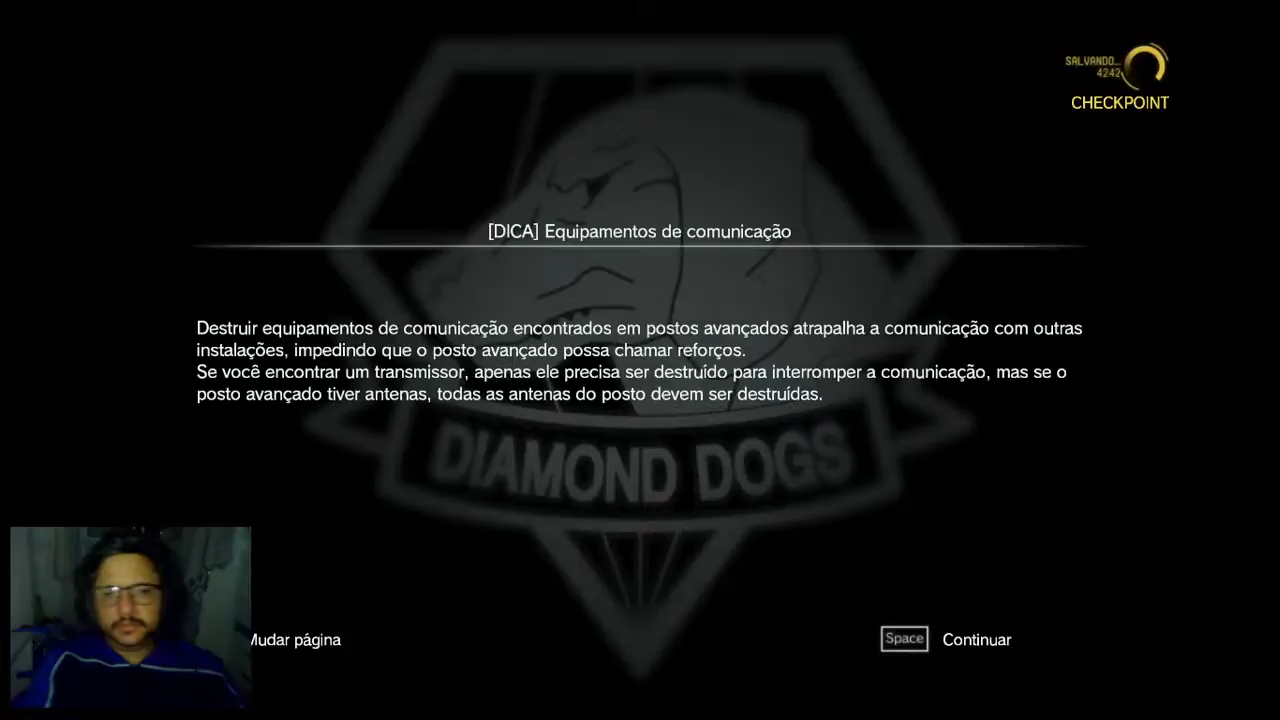 SALVANDO...
4242
CHECKPOINT
[DICA] Equipamentos de comunicação
Destruir equipamentos de comunicação encontrados em postos avançados atrapalha a comunicação com outras
instalações, impedindo que o posto avançado possa chamar reforços.
Se você encontrar um transmissor, apenas ele precisa ser destruído para interromper a comunicação, mas se o
posto avançado tiver antenas, todas as antenas do posto devem ser destruídas.
DIAMOND DOGS
Mudar página
Space Continuar